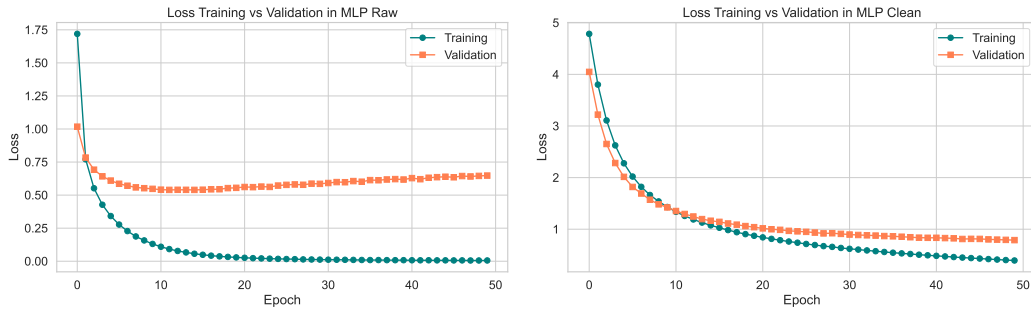 Loss Training vs Validation in MLP Raw
1.75
1.50
1.25
1.00
0.75
0.50
0.25
0.00
Loss
Training
Validation
0 10 20 30 40 50
Epoch
Loss Training vs Validation in MLP Clean
5
4
3
2
1
Loss
Training
Validation
0 10 20 30 40 50
Epoch